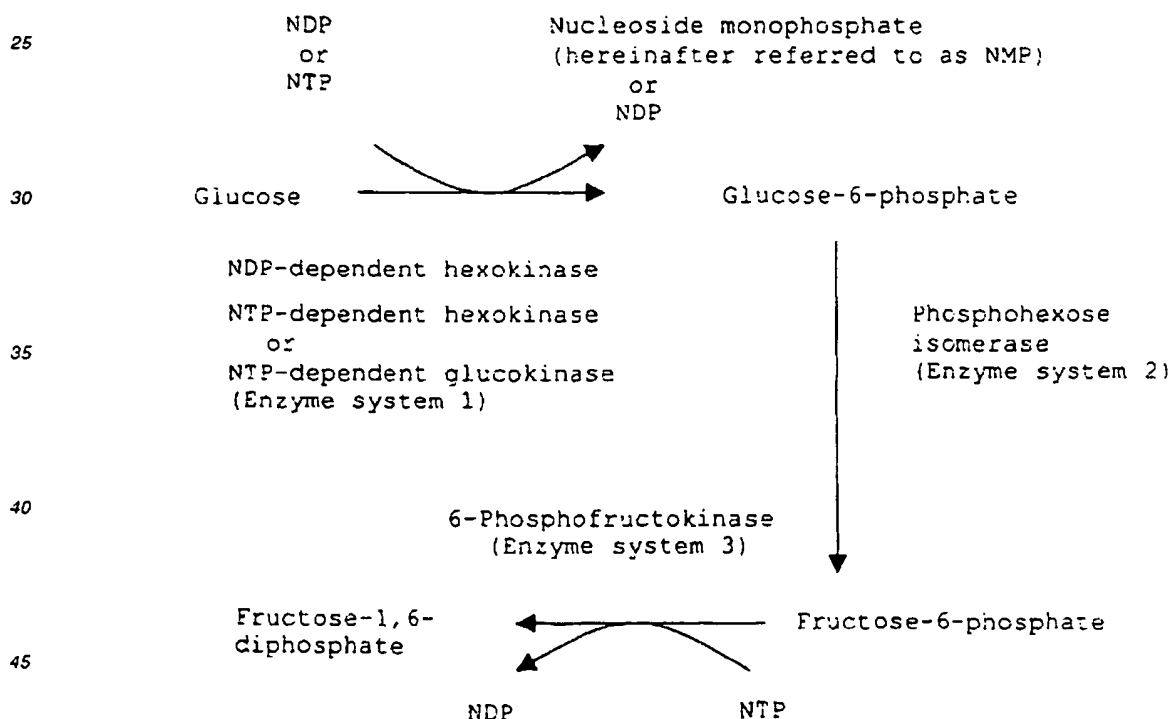 25
NDP
or
NTP
Nucleoside monophosphate
(hereinafter referred to as NMP)
or
NDP
30
Glucose
Glucose-6-phosphate
NDP-dependent hexokinase
NTP-dependent hexokinase
or
NTP-dependent glucokinase
(Enzyme system 1)
35
Phosphohexose
isomerase
(Enzyme system 2)
40
6-Phosphofructokinase
(Enzyme system 3)
Fructose-1,6-
diphosphate
Fructose-6-phosphate
45
NDP
NTP